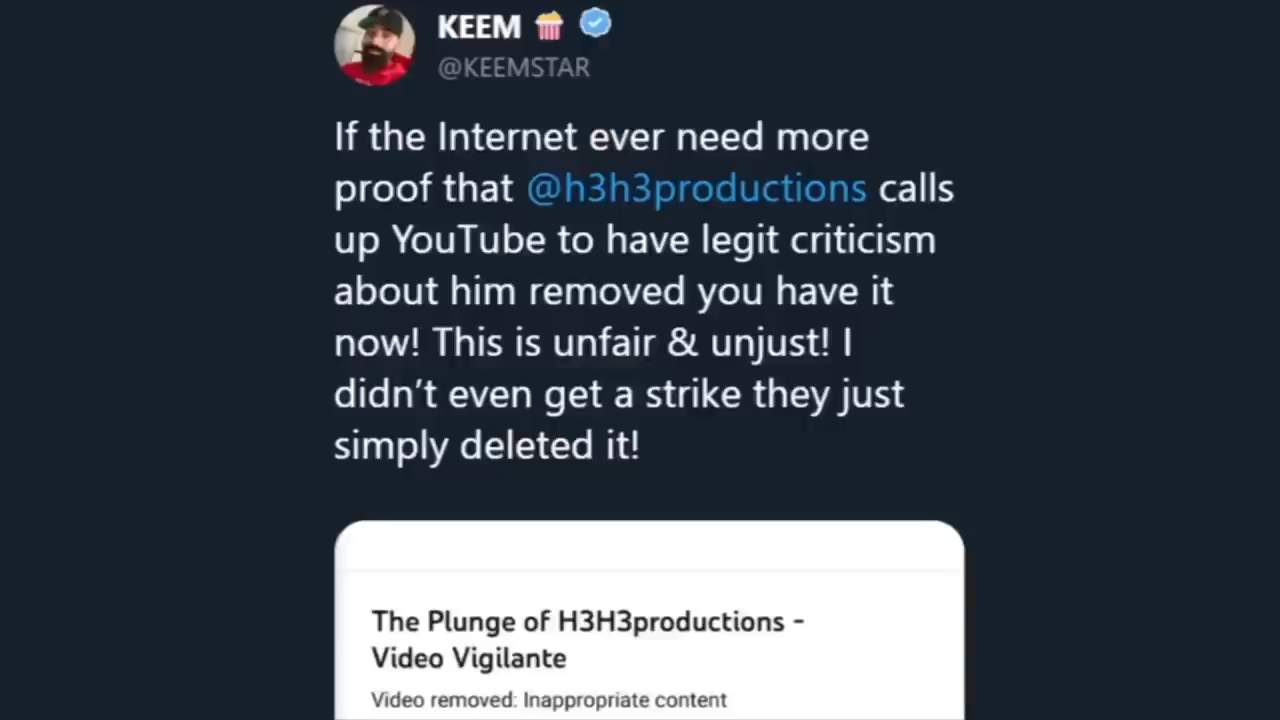 KEEM 🍿
@KEEMSTAR
If the Internet ever need more
proof that @h3h3productions calls
up YouTube to have legit criticism
about him removed you have it
now! This is unfair & unjust! I
didn’t even get a strike they just
simply deleted it!
The Plunge of H3H3productions -
Video Vigilante
Video removed: Inappropriate content